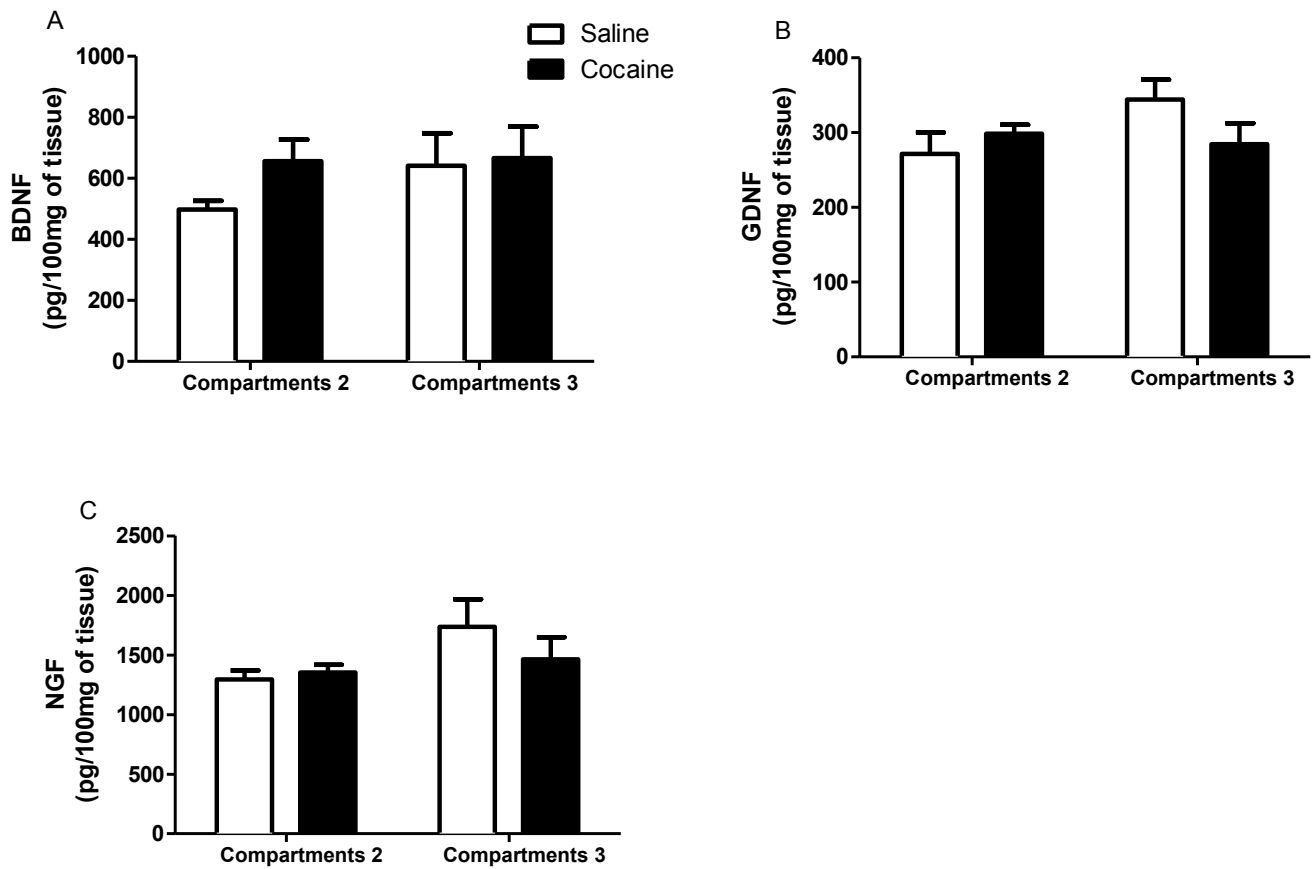 A
Saline
Cocaine
BDNF
(pg/100mg of tissue)
1000
800
600
400
200
0
Compartments 2
Compartments 3
B
GDNF
(pg/100mg of tissue)
400
300
200
100
0
Compartments 2
Compartments 3
C
NGF
(pg/100mg of tissue)
2500
2000
1500
1000
500
0
Compartments 2
Compartments 3